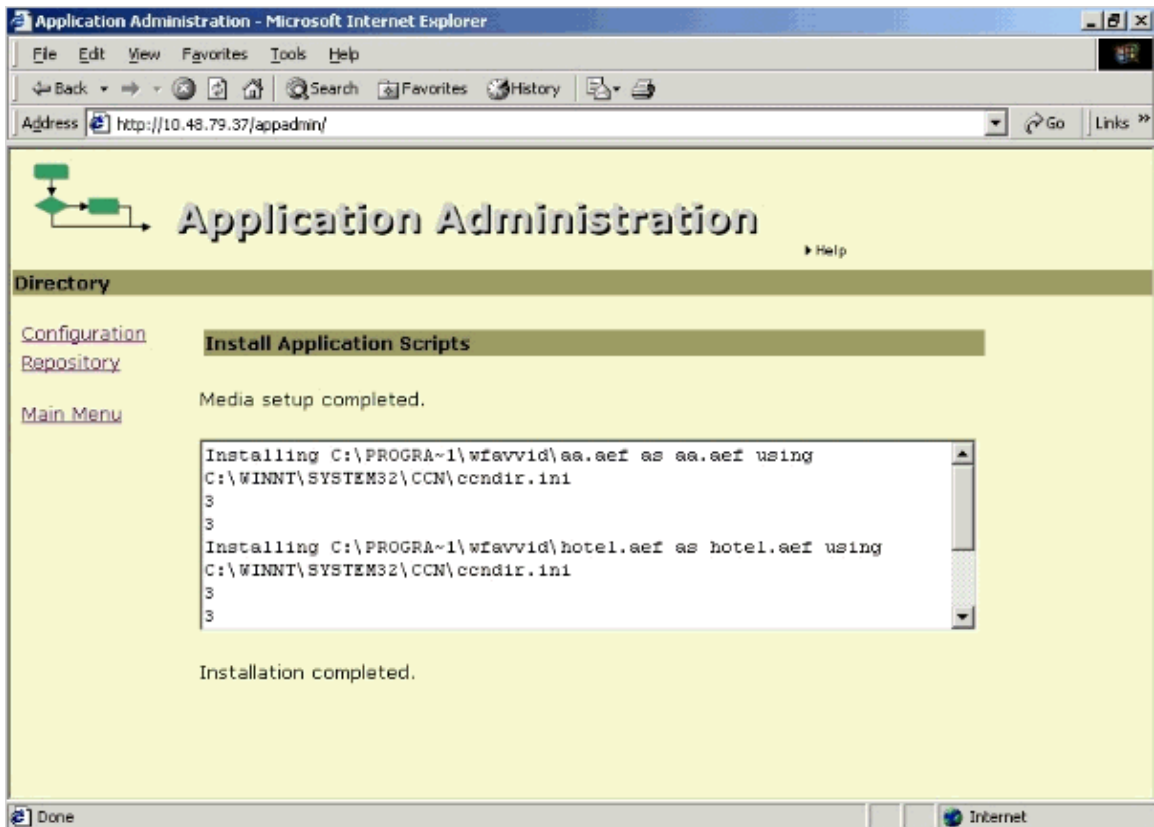 Application Administration - Microsoft Internet Explorer
File Edit View Favorites Tools Help
Back Search Favorites History
Address http://10.48.79.37/appadmin/ Go Links »
Application Administration
Help
Directory
Configuration
Repository
Main Menu
Install Application Scripts
Media setup completed.
Installing C:\PROGRA~1\wfavvid\aa.aef as aa.aef using
C:\WINNT\SYSTEM32\CCN\ccndir.ini
3
3
Installing C:\PROGRA~1\wfavvid\hotel.aef as hotel.aef using
C:\WINNT\SYSTEM32\CCN\ccndir.ini
3
3
Installation completed.
Done Internet